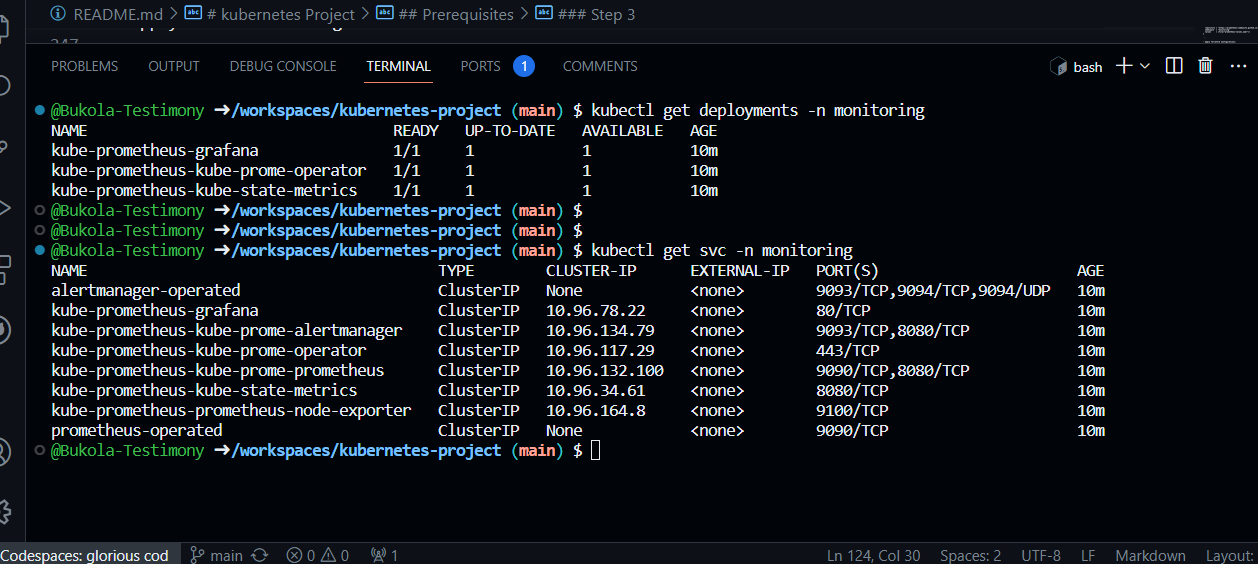 README.md > # kubernetes Project > ## Prerequisites > ### Step 3
PROBLEMS OUTPUT DEBUG CONSOLE TERMINAL PORTS 1 COMMENTS bash
@Bukola-Testimony ➜/workspaces/kubernetes-project (main) $ kubectl get deployments -n monitoring
NAME READY UP-TO-DATE AVAILABLE AGE
kube-prometheus-grafana 1/1 1 1 10m
kube-prometheus-kube-prome-operator 1/1 1 1 10m
kube-prometheus-kube-state-metrics 1/1 1 1 10m
@Bukola-Testimony ➜/workspaces/kubernetes-project (main) $
@Bukola-Testimony ➜/workspaces/kubernetes-project (main) $
@Bukola-Testimony ➜/workspaces/kubernetes-project (main) $ kubectl get svc -n monitoring
NAME TYPE CLUSTER-IP EXTERNAL-IP PORT(S) AGE
alertmanager-operated ClusterIP None <none> 9093/TCP,9094/TCP,9094/UDP 10m
kube-prometheus-grafana ClusterIP 10.96.78.22 <none> 80/TCP 10m
kube-prometheus-kube-prome-alertmanager ClusterIP 10.96.134.79 <none> 9093/TCP,8080/TCP 10m
kube-prometheus-kube-prome-operator ClusterIP 10.96.117.29 <none> 443/TCP 10m
kube-prometheus-kube-prome-prometheus ClusterIP 10.96.132.100 <none> 9090/TCP,8080/TCP 10m
kube-prometheus-kube-state-metrics ClusterIP 10.96.34.61 <none> 8080/TCP 10m
kube-prometheus-prometheus-node-exporter ClusterIP 10.96.164.8 <none> 9100/TCP 10m
prometheus-operated ClusterIP None <none> 9090/TCP 10m
@Bukola-Testimony ➜/workspaces/kubernetes-project (main) $
Codespaces: glorious cod main 0 0 1 Ln 124, Col 30 Spaces: 2 UTF-8 LF Markdown Layout: